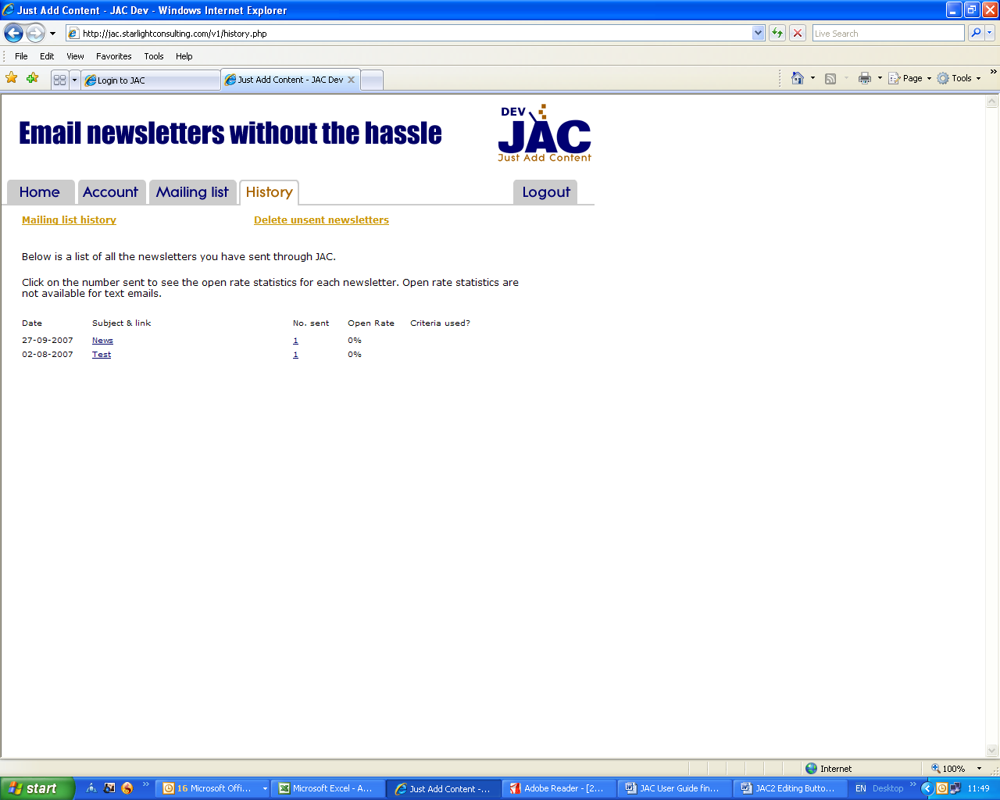 Just Add Content - JAC Dev - Windows Internet Explorer
http://jac.starlightconsulting.com/v1/history.php
Live Search
File Edit View Favorites Tools Help
Login to JAC
Just Add Content - JAC Dev
Page Tools
Email newsletters without the hassle
DEV
JAC
Just Add Content
Home Account Mailing list History Logout
Mailing list history Delete unsent newsletters
Below is a list of all the newsletters you have sent through JAC.
Click on the number sent to see the open rate statistics for each newsletter. Open rate statistics are
not available for text emails.
Date Subject & link No. sent Open Rate Criteria used?
27-09-2007 News 1 0%
02-08-2007 Test 1 0%
Internet 100%
start 16 Microsoft Offi... Microsoft Excel - A... Just Add Content -... Adobe Reader - [2... JAC User Guide fin... JAC2 Editing Butto... EN Desktop 11:49